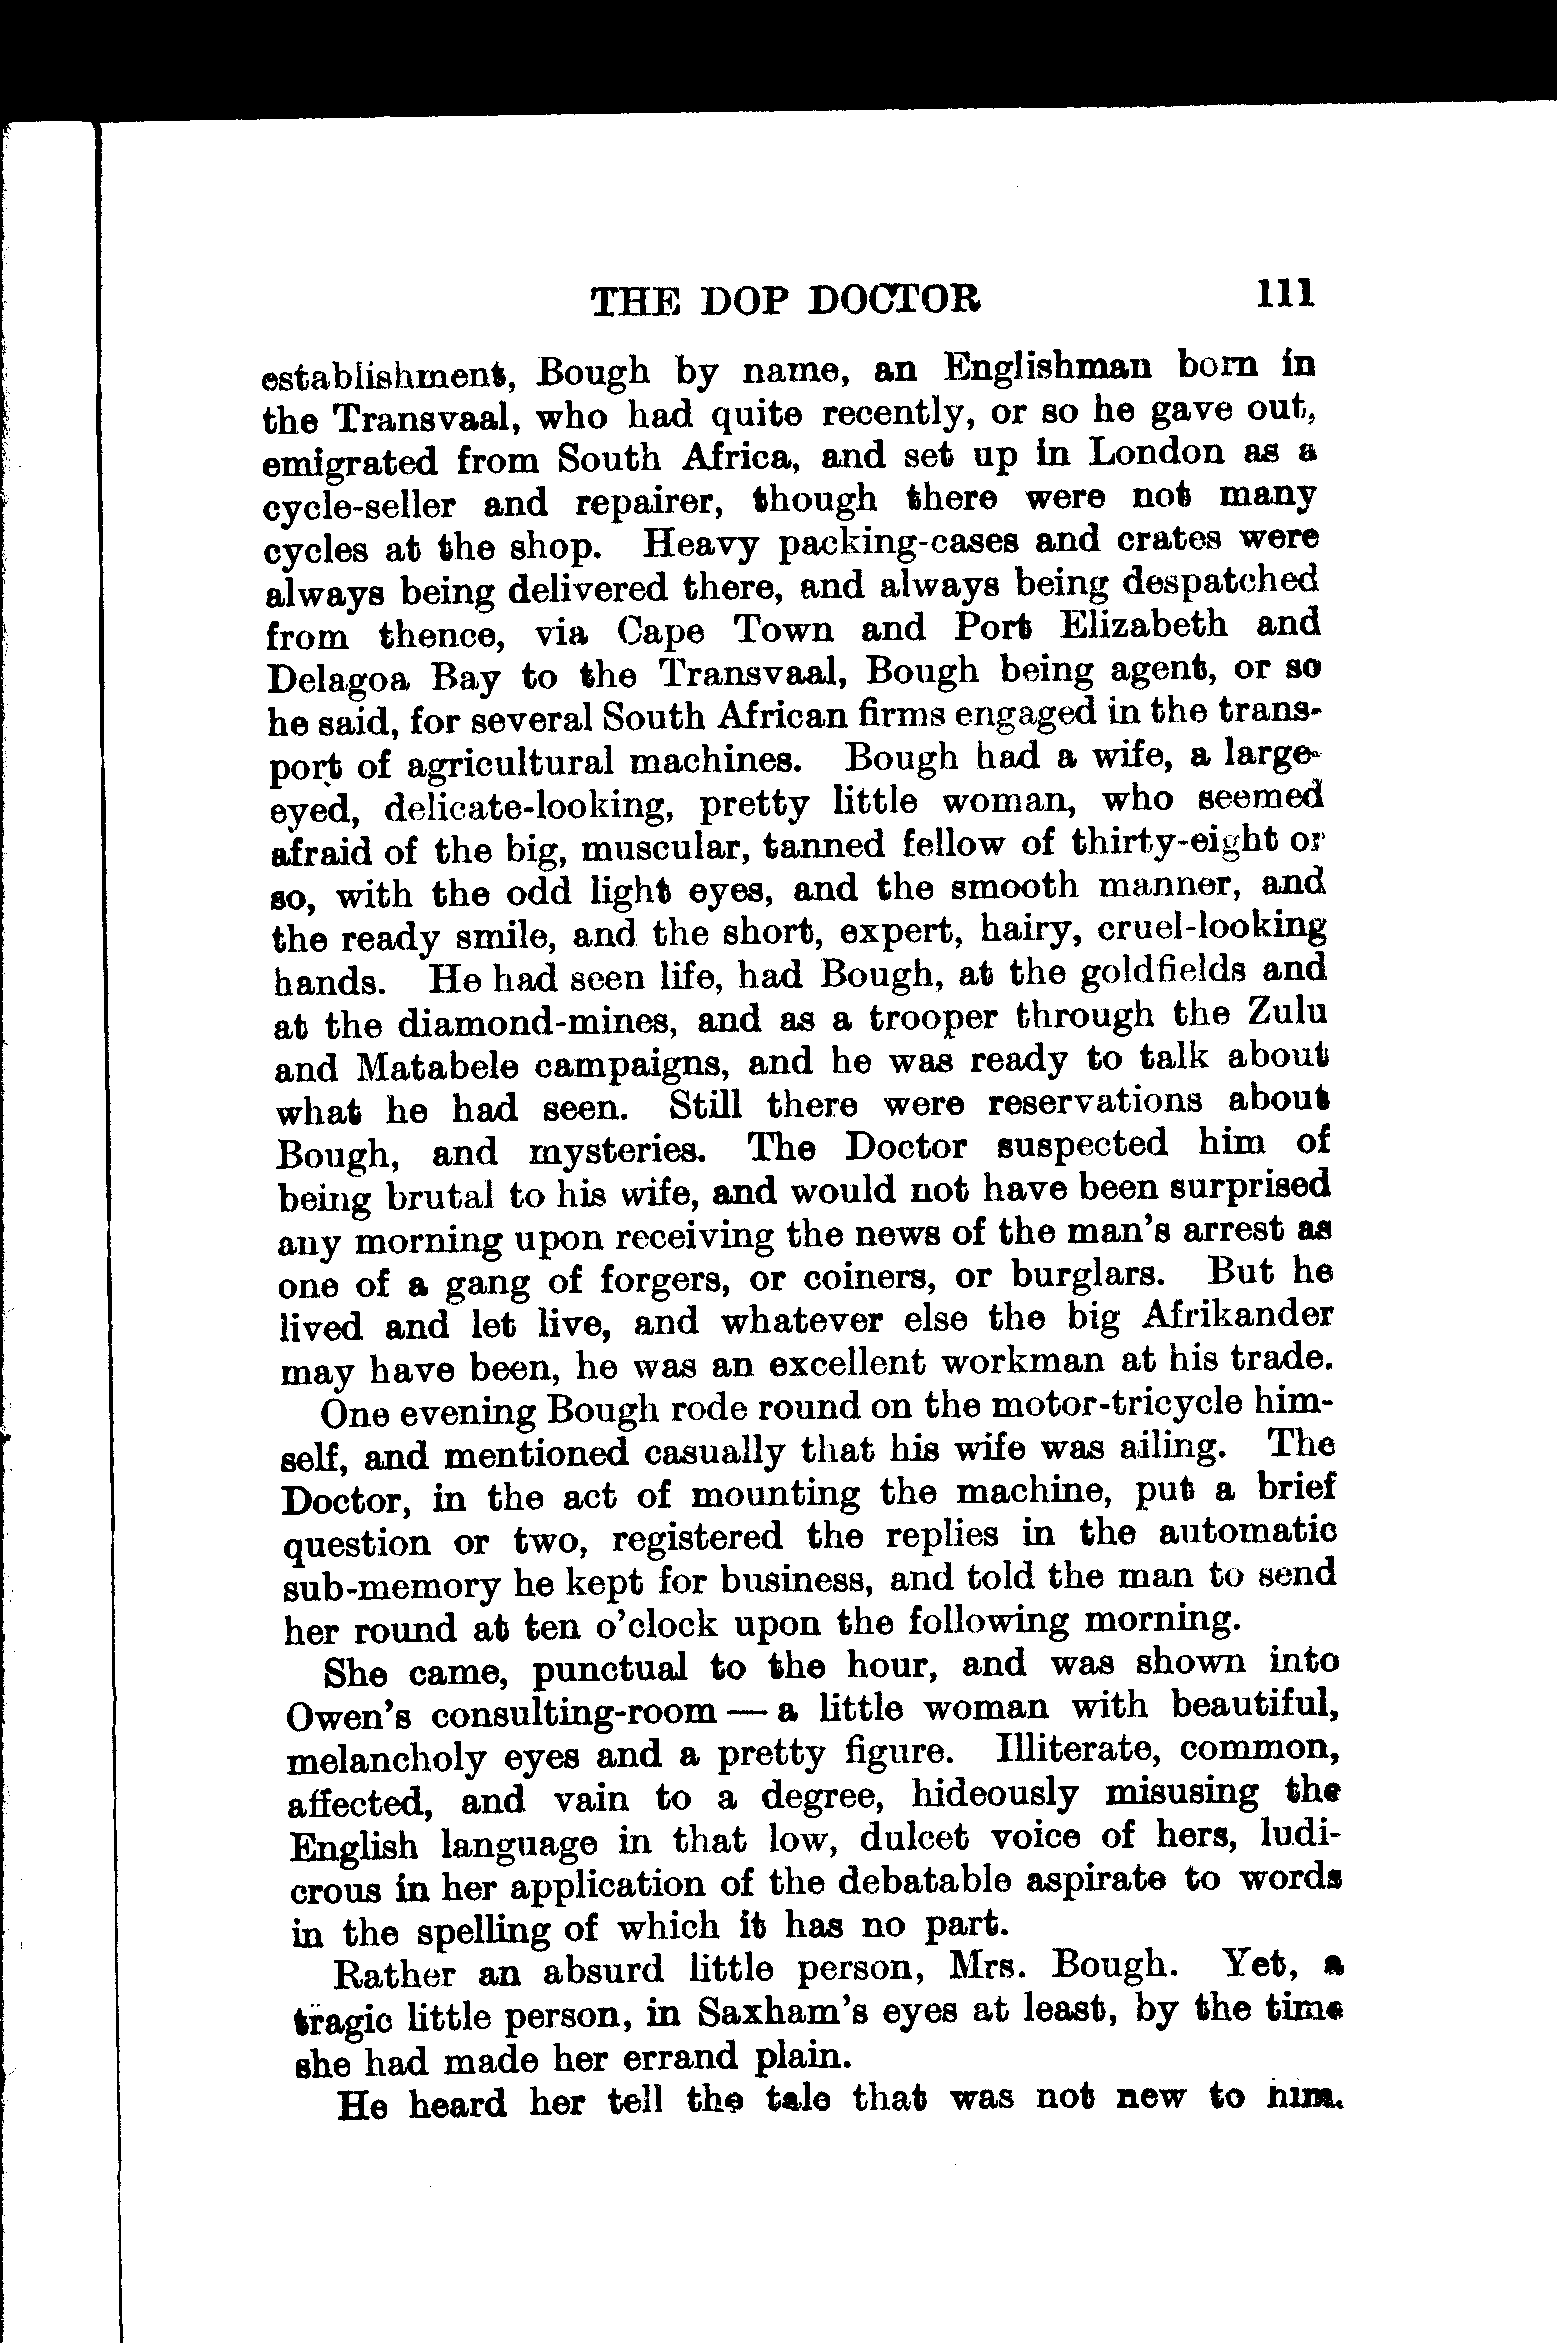 THE DOP DOCTOR 111
establishment, Bough by name, an Englishman born in
the Transvaal, who had quite recently, or so he gave out,
emigrated from South Africa, and set up in London as a
cycle-seller and repairer, though there were not many
cycles at the shop. Heavy packing-cases and crates were
always being delivered there, and always being despatched
from thence, via Cape Town and Port Elizabeth and
Delagoa Bay to the Transvaal, Bough being agent, or so
he said, for several South African firms engaged in the trans-
port of agricultural machines. Bough had a wife, a large-
eyed, delicate-looking, pretty little woman, who seemed
afraid of the big, muscular, tanned fellow of thirty-eight or
so, with the odd light eyes, and the smooth manner, and
the ready smile, and the short, expert, hairy, cruel-looking
hands. He had seen life, had Bough, at the goldfields and
at the diamond-mines, and as a trooper through the Zulu
and Matabele campaigns, and he was ready to talk about
what he had seen. Still there were reservations about
Bough, and mysteries. The Doctor suspected him of
being brutal to his wife, and would not have been surprised
any morning upon receiving the news of the man's arrest as
one of a gang of forgers, or coiners, or burglars. But he
lived and let live, and whatever else the big Afrikander
may have been, he was an excellent workman at his trade.
One evening Bough rode round on the motor-tricycle him-
self, and mentioned casually that his wife was ailing. The
Doctor, in the act of mounting the machine, put a brief
question or two, registered the replies in the automatic
sub-memory he kept for business, and told the man to send
her round at ten o'clock upon the following morning.
She came, punctual to the hour, and was shown into
Owen's consulting-room — a little woman with beautiful,
melancholy eyes and a pretty figure. Illiterate, common,
affected, and vain to a degree, hideously misusing the
English language in that low, dulcet voice of hers, ludi-
crous in her application of the debatable aspirate to words
in the spelling of which it has no part.
Rather an absurd little person, Mrs. Bough. Yet, a
tragic little person, in Saxham's eyes at least, by the time
she had made her errand plain.
He heard her tell the tale that was not new to him.